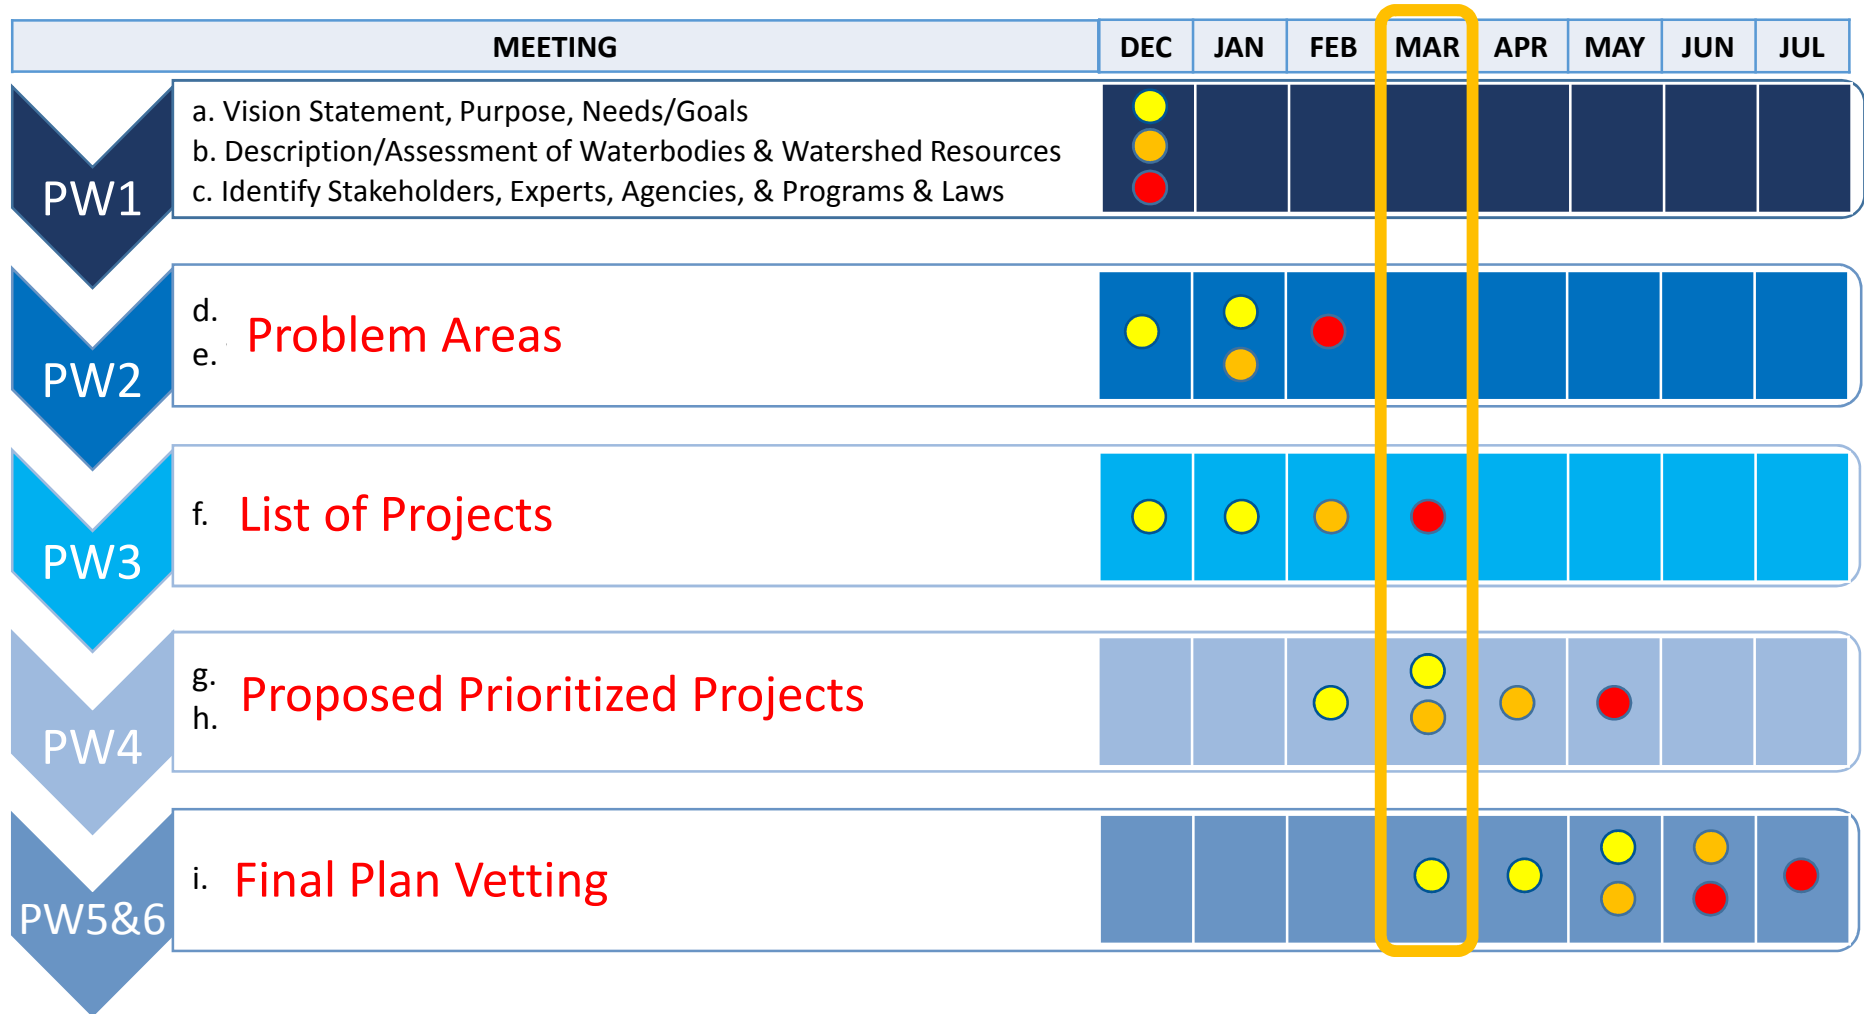 MEETING DEC JAN FEB MAR APR MAY JUN JUL
PW1
a. Vision Statement, Purpose, Needs/Goals
b. Description/Assessment of Waterbodies & Watershed Resources
c. Identify Stakeholders, Experts, Agencies, & Programs & Laws
PW2
d.
e.
Problem Areas
PW3
f. List of Projects
PW4
g.
h.
Proposed Prioritized Projects
PW5&6
i. Final Plan Vetting